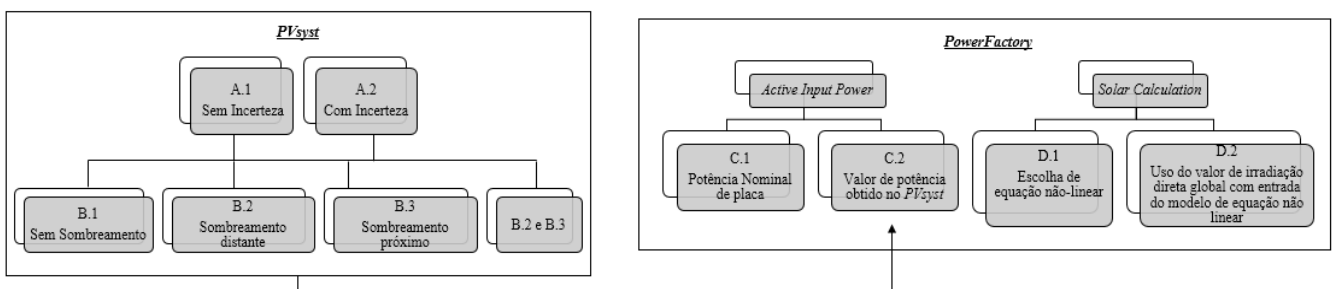 PVsyst
A.1
Sem Incerteza
A.2
Com Incerteza
B.1
Sem Sombreamento
B.2
Sombreamento
distante
B.3
Sombreamento
próximo
B.2 e B.3
PowerFactory
Active Input Power
Solar Calculation
C.1
Potência Nominal
de placa
C.2
Valor de potência
obtido no PVsyst
D.1
Escolha de
equação não-linear
D.2
Uso do valor de irradiação
direta global com entrada
do modelo de equação não
linear